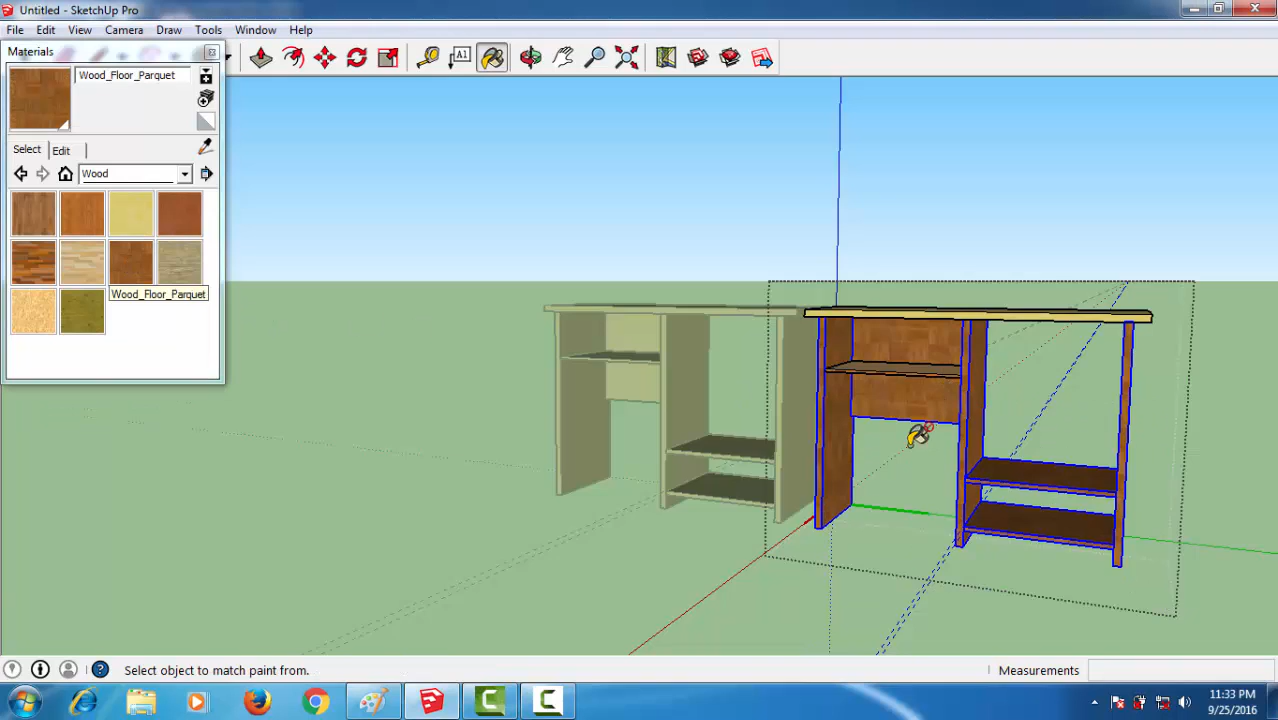 Untitled - SketchUp Pro
File Edit View Camera Draw Tools Window Help
Materials
Wood_Floor_Parquet
A1
Select Edit
Wood
Wood_Floor_Parquet
Select object to match paint from.
Measurements
11:33 PM
9/25/2016